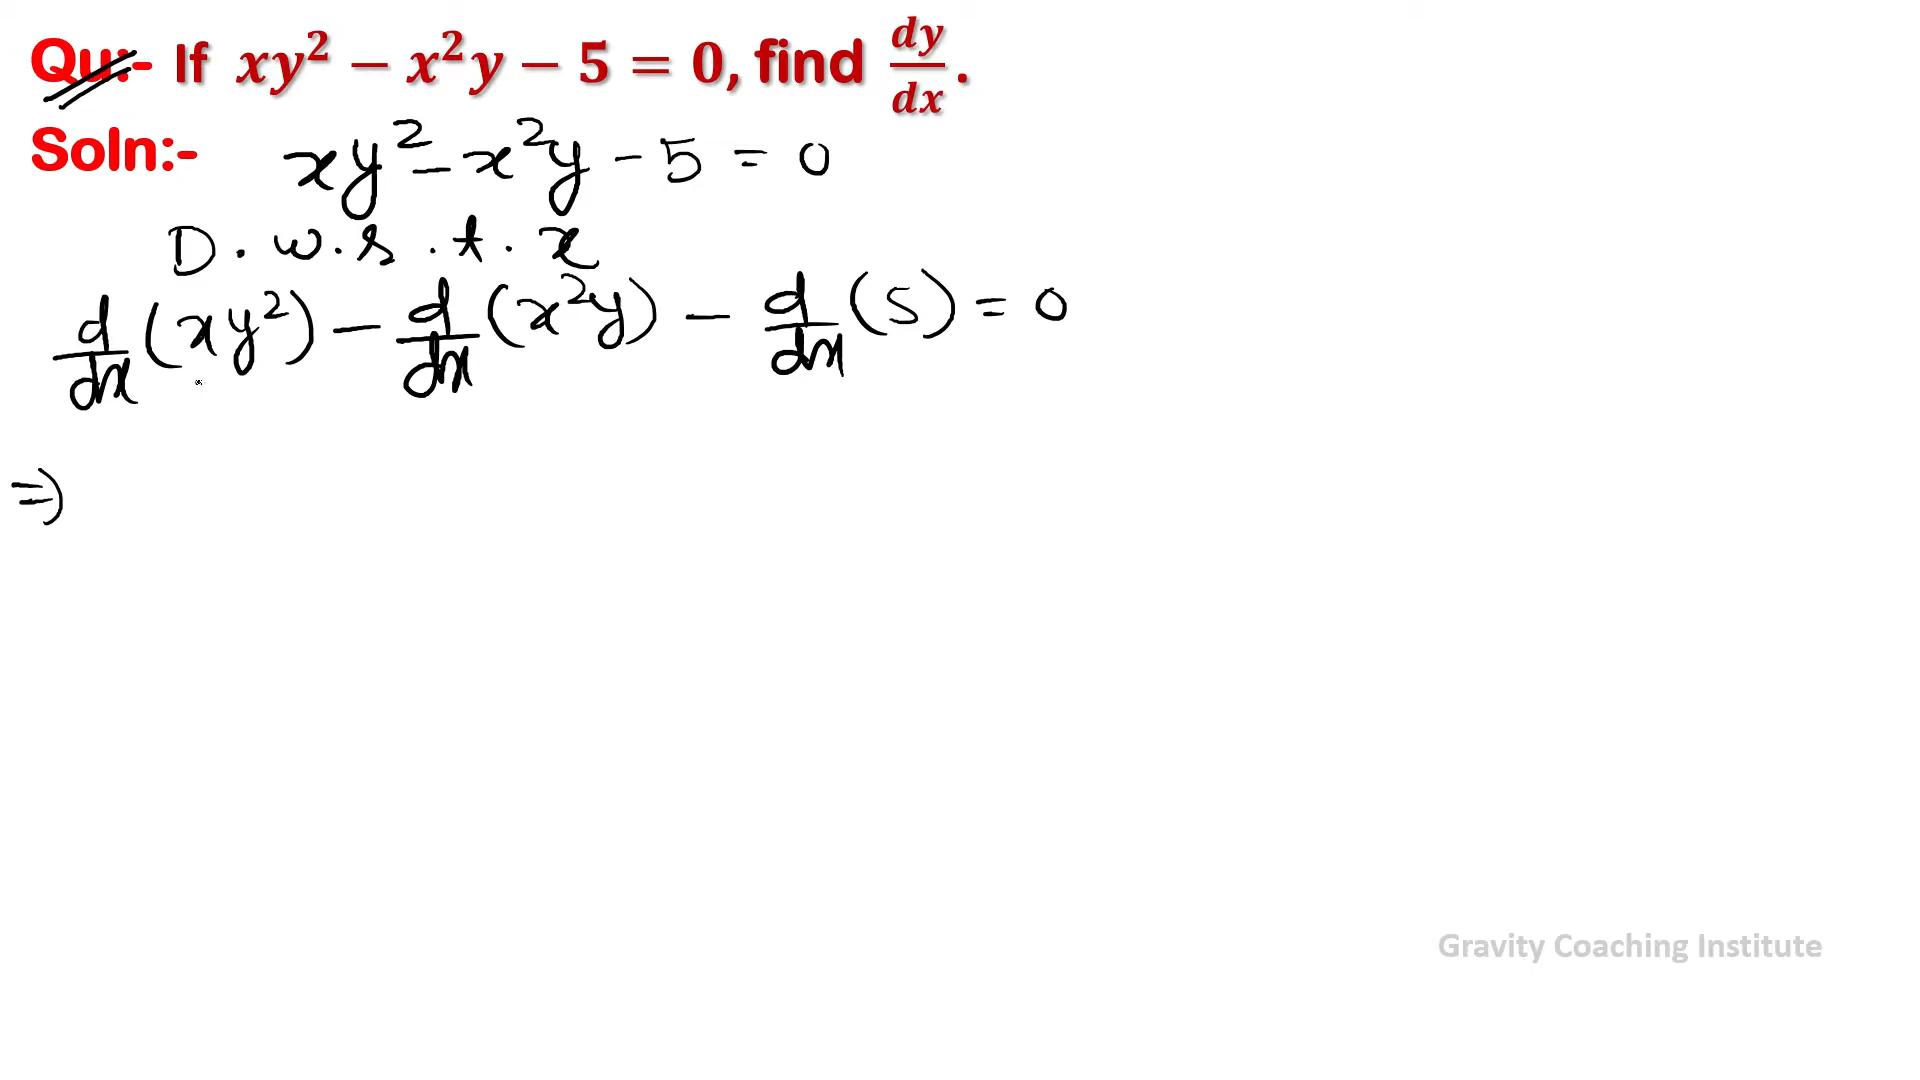 Qu:- If xy² − x²y − 5 = 0, find dy/dx.
Soln:- xy² − x²y − 5 = 0
D.w.r.t.x
d/dx (xy²) − d/dx (x²y) − d/dx (5) = 0
⇒
Gravity Coaching Institute